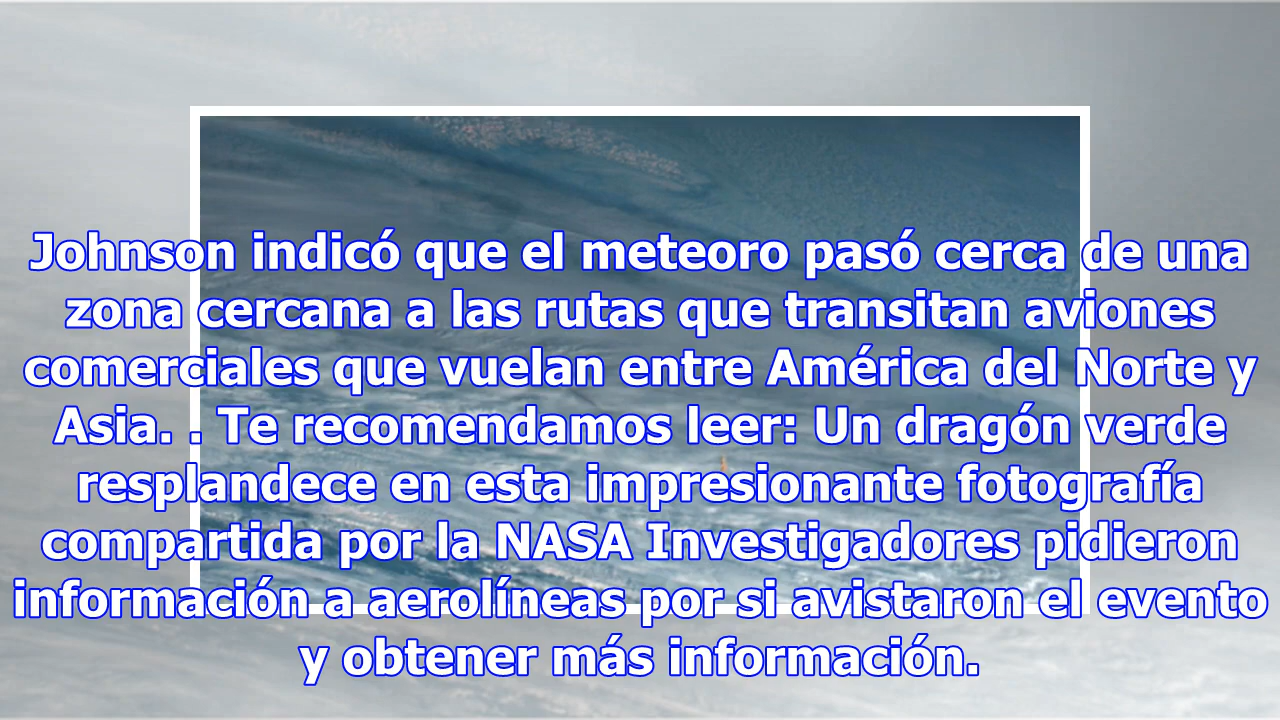 Johnson indicó que el meteoro pasó cerca de una
zona cercana a las rutas que transitan aviones
comerciales que vuelan entre América del Norte y
Asia. . Te recomendamos leer: Un dragón verde
resplandece en esta impresionante fotografía
compartida por la NASA Investigadores pidieron
información a aerolíneas por si avistaron el evento
y obtener más información.